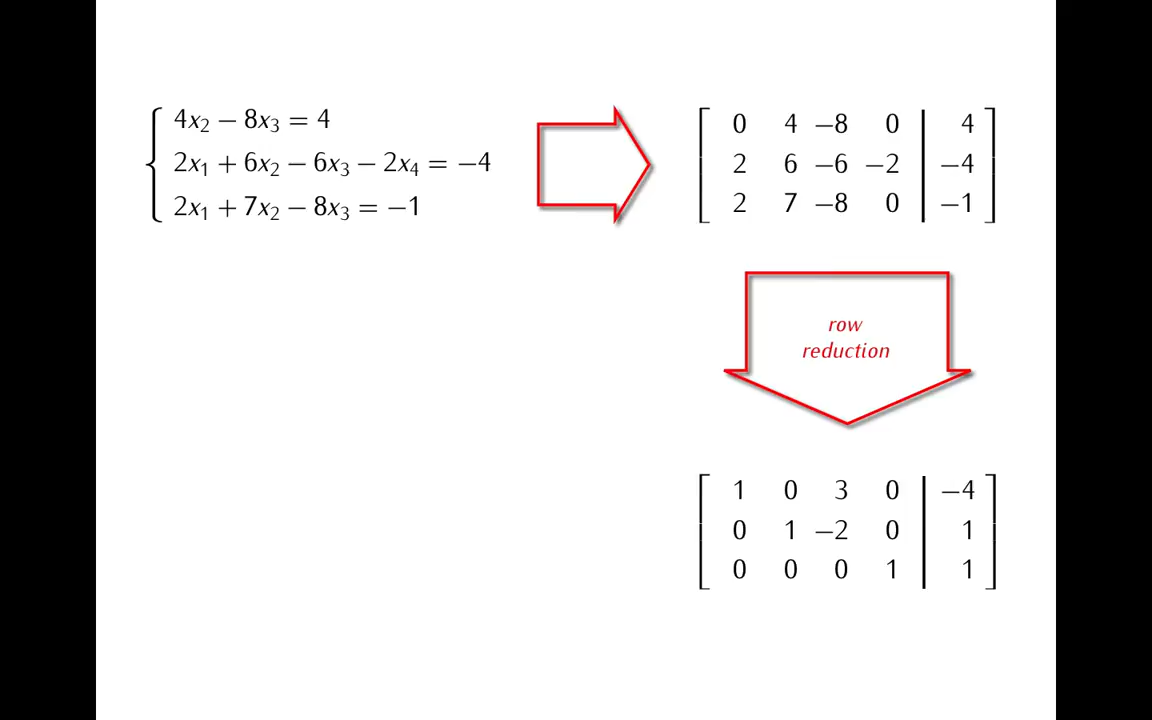 4x₂ − 8x₃ = 4
2x₁ + 6x₂ − 6x₃ − 2x₄ = −4
2x₁ + 7x₂ − 8x₃ = −1
0 4 −8 0 4
2 6 −6 −2 −4
2 7 −8 0 −1
row
reduction
1 0 3 0 −4
0 1 −2 0 1
0 0 0 1 1